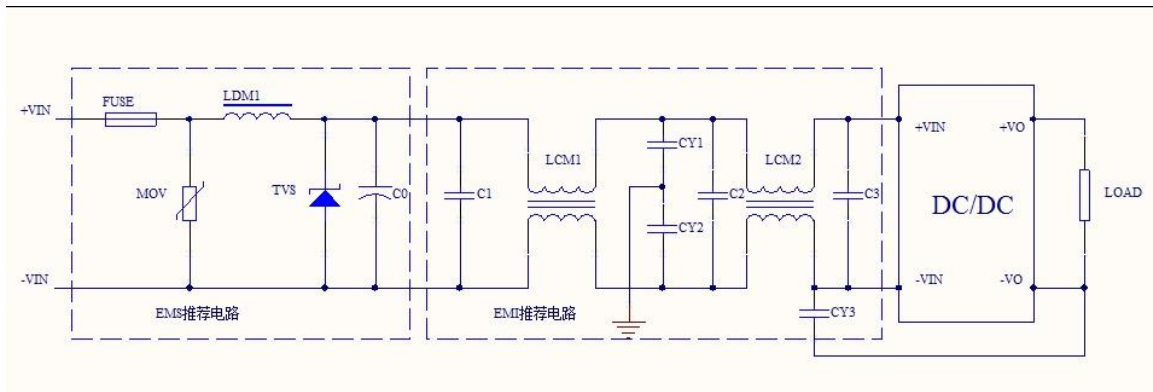 FUSE
LDM1
+VIN
MOV
TVS
C0
-VIN
EMS推荐电路
C1
LCM1
CY1
CY2
C2
LCM2
C3
EMI推荐电路
CY3
+VIN
+VO
DC/DC
-VIN
-VO
LOAD